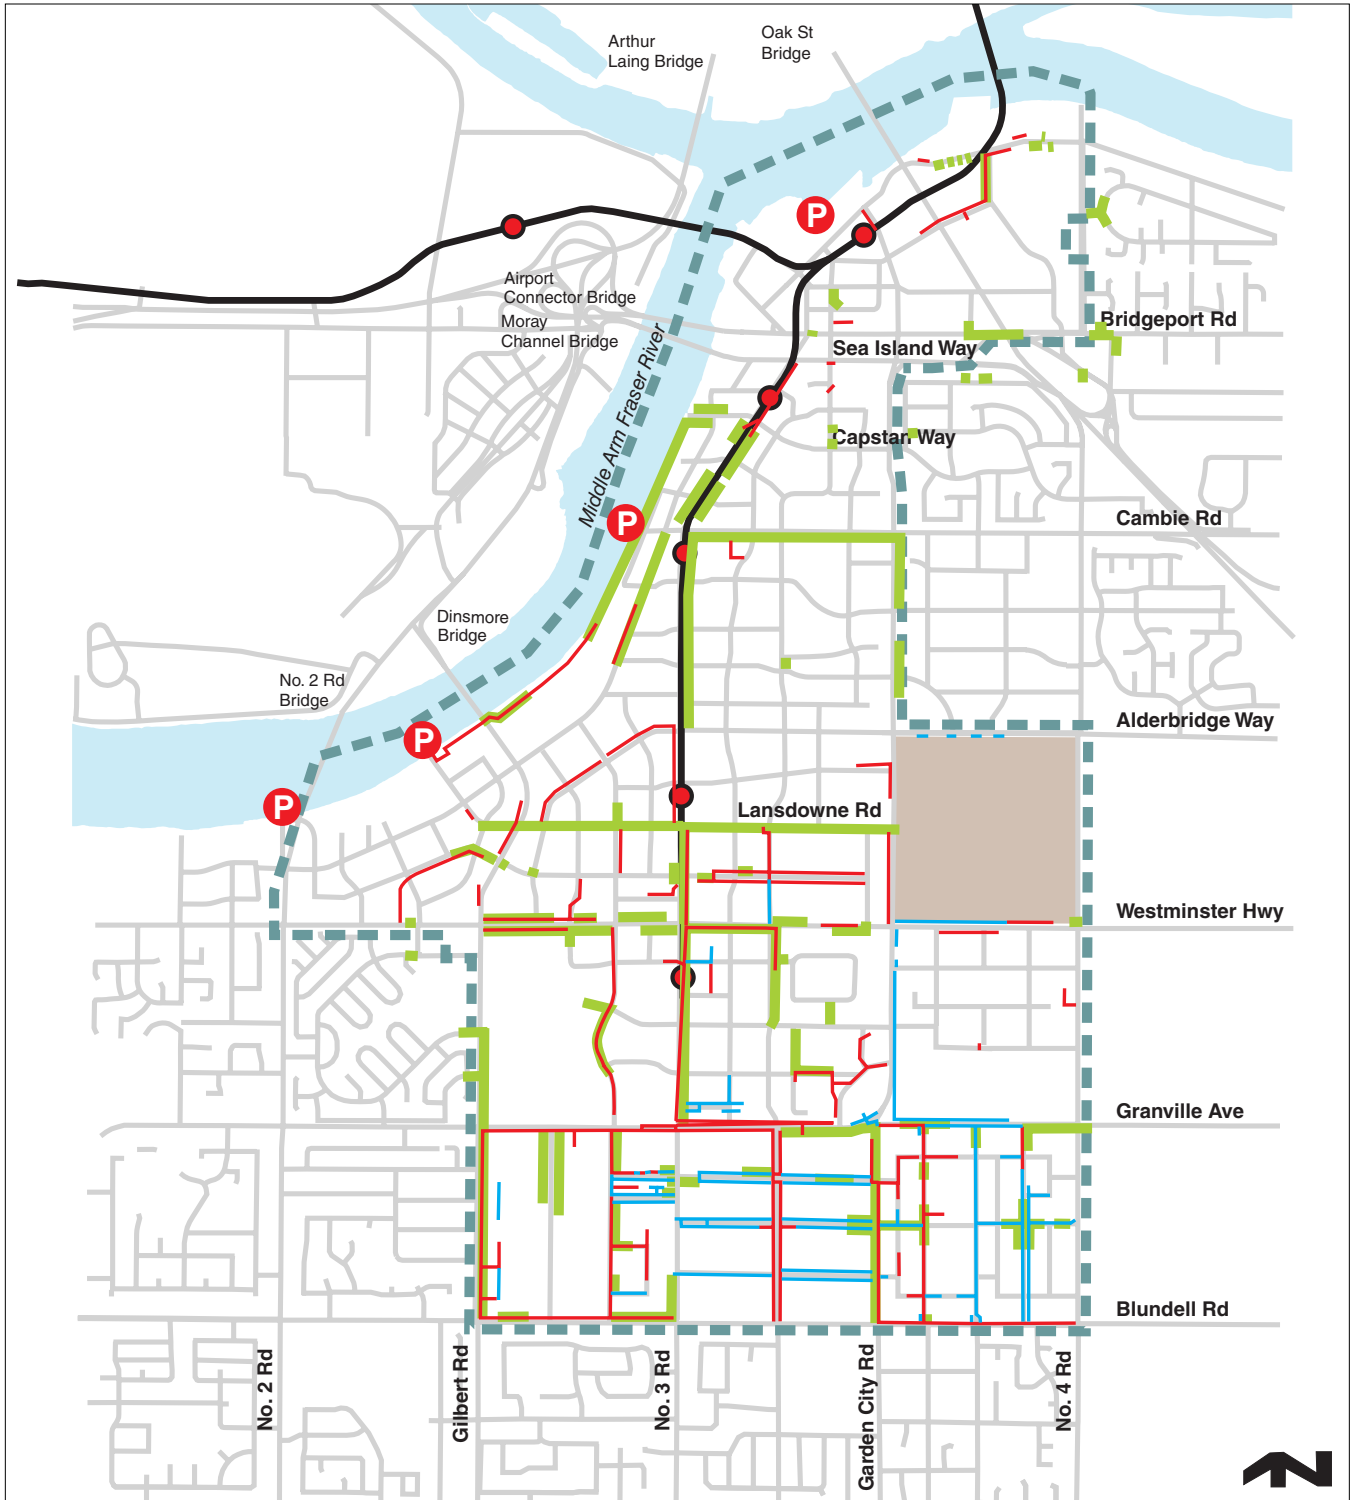 Arthur
Laing Bridge
Oak St
Bridge
P
Airport
Connector Bridge
Moray
Channel Bridge
Bridgeport Rd
Sea Island Way
Middle Arm Fraser River
Capstan Way
P
Cambie Rd
Dinsmore
Bridge
No. 2 Rd
Bridge
Alderbridge Way
P
P
Lansdowne Rd
Westminster Hwy
Granville Ave
Blundell Rd
No. 2 Rd
Gilbert Rd
No. 3 Rd
Garden City Rd
No. 4 Rd
N